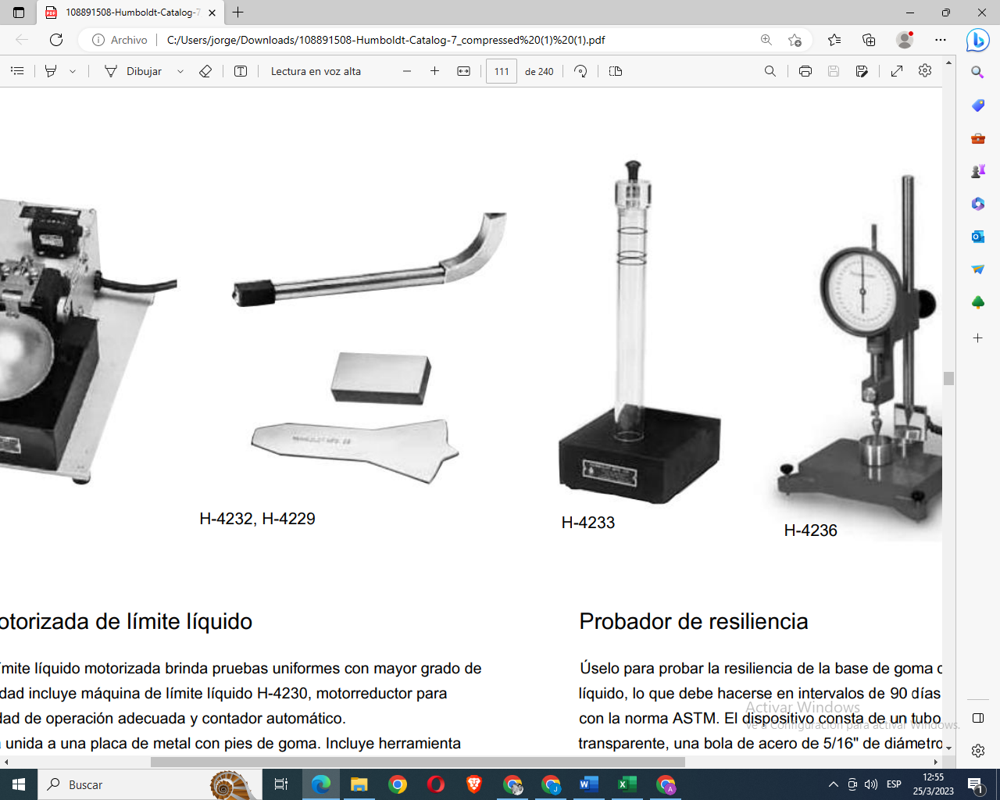 108891508-Humboldt-Catalog-7
Archivo
C:/Users/jorge/Downloads/108891508-Humboldt-Catalog-7_compressed%20(1)%20(1).pdf
Dibujar
Lectura en voz alta
111
de 240
H-4232, H-4229
H-4233
H-4236
otorizada de límite líquido
Probador de resiliencia
ímite líquido motorizada brinda pruebas uniformes con mayor grado de
dad incluye máquina de límite líquido H-4230, motorreductor para
dad de operación adecuada y contador automático.
unida a una placa de metal con pies de goma. Incluye herramienta
Úselo para probar la resiliencia de la base de goma d
líquido, lo que debe hacerse en intervalos de 90 días
con la norma ASTM. El dispositivo consta de un tubo
transparente, una bola de acero de 5/16" de diámetro
Activar Windows
Ve a Configuración para activar Windows.
Buscar
ESP
12:55
25/3/2023
1